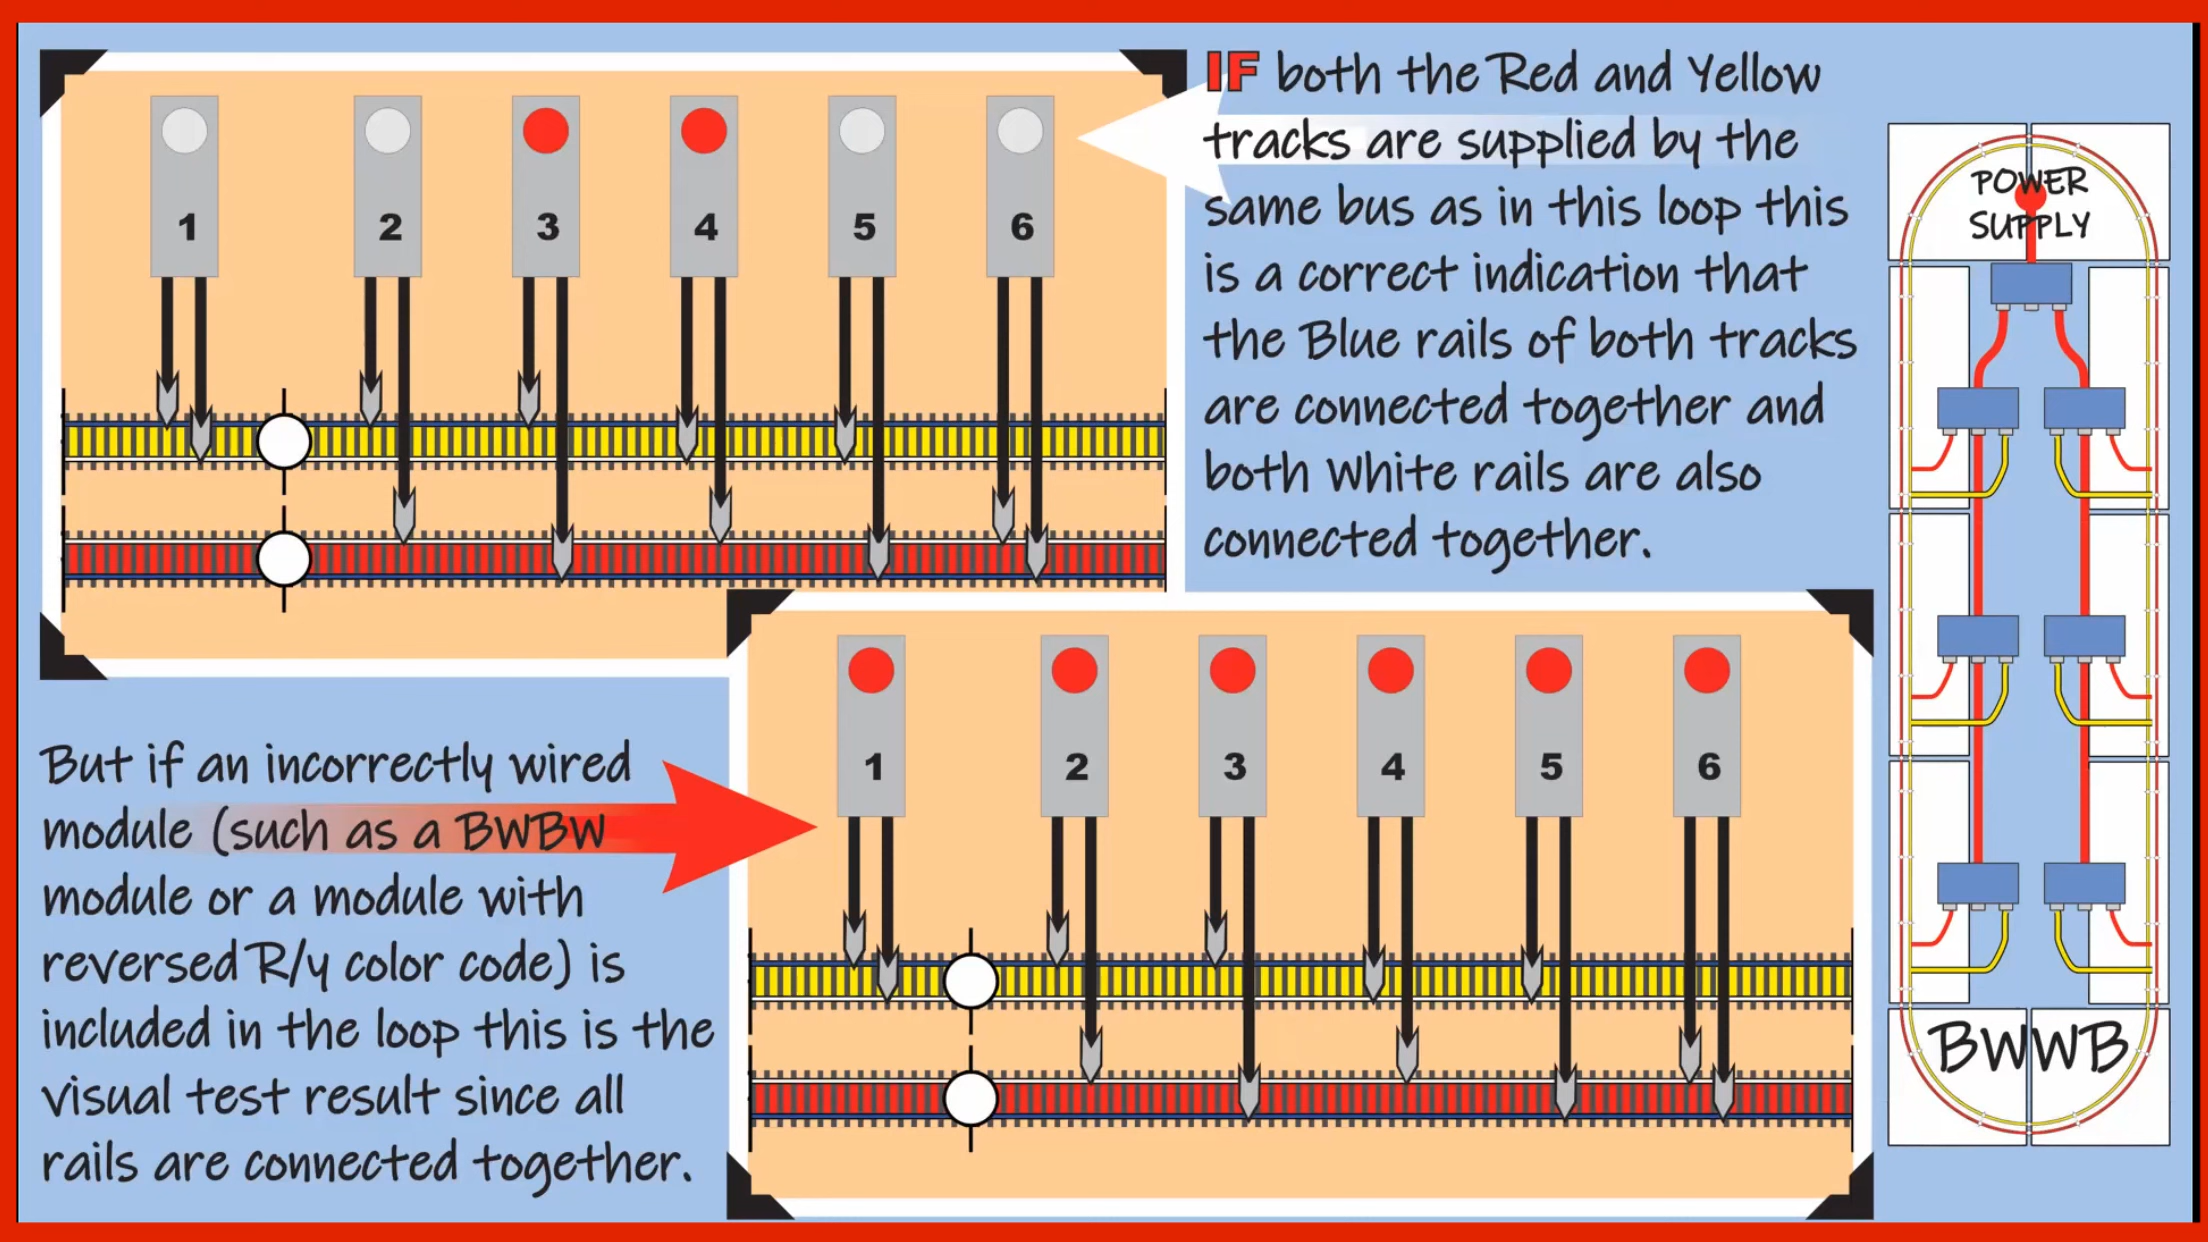 1 2 3 4 5 6
IF both the Red and Yellow
tracks are supplied by the
same bus as in this loop this
is a correct indication that
the Blue rails of both tracks
are connected together and
both White rails are also
connected together.
POWER
SUPPLY
But if an incorrectly wired
module (such as a BWBW
module or a module with
reversed R/y color code) is
included in the loop this is the
visual test result since all
rails are connected together.
1 2 3 4 5 6
BWWB